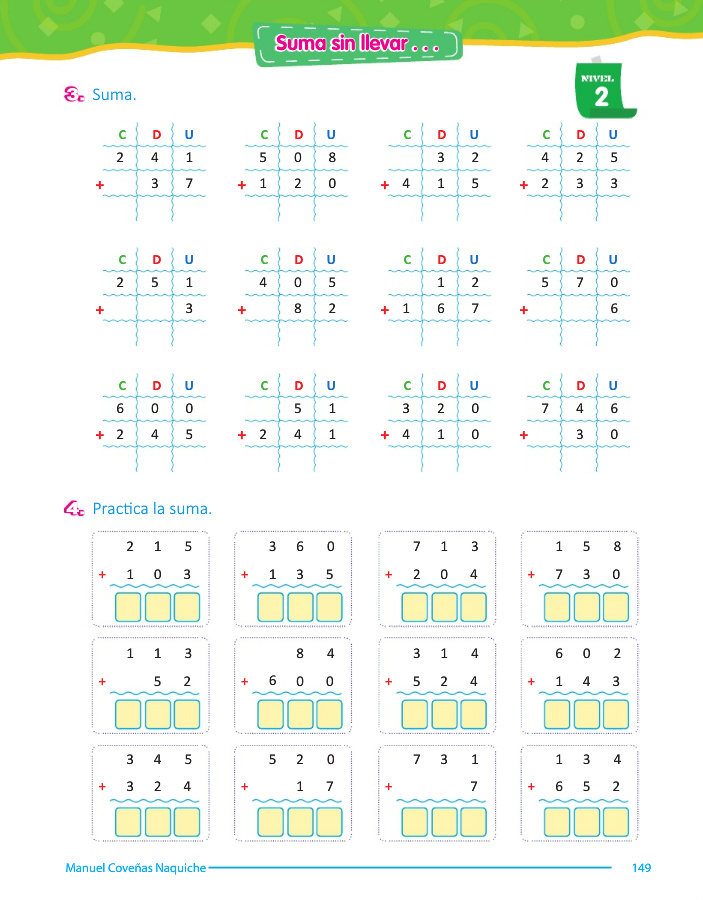 Suma sin llevar . . .
NIVEL
2
3. Suma.
C D U C D U C D U C D U
2 4 1 5 0 8 3 2 4 2 5
+ 3 7 + 1 2 0 + 4 1 5 + 2 3 3
C D U C D U C D U C D U
2 5 1 4 0 5 1 2 5 7 0
+ 3 + 8 2 + 1 6 7 + 6
C D U C D U C D U C D U
6 0 0 5 1 3 2 0 7 4 6
+ 2 4 5 + 2 4 1 + 4 1 0 + 3 0
4. Practica la suma.
2 1 5 3 6 0 7 1 3 1 5 8
+ 1 0 3 + 1 3 5 + 2 0 4 + 7 3 0
1 1 3 8 4 3 1 4 6 0 2
+ 5 2 + 6 0 0 + 5 2 4 + 1 4 3
3 4 5 5 2 0 7 3 1 1 3 4
+ 3 2 4 + 1 7 + 7 + 6 5 2
Manuel Coveñas Naquiche 149